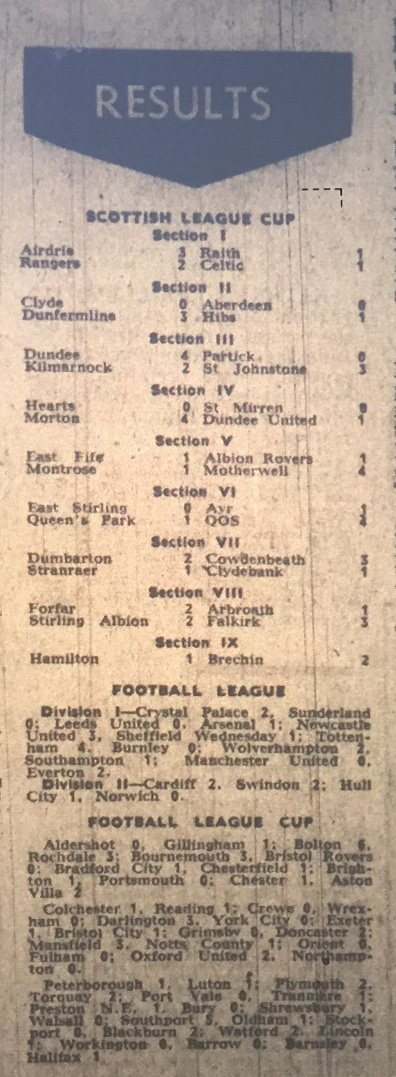 RESULTS
SCOTTISH LEAGUE CUP
Section I
Airdrie 3 Raith 1
Rangers 2 Celtic 1
Section II
Clyde 0 Aberdeen 0
Dunfermline 3 Hibs 1
Section III
Dundee 4 Partick 0
Kilmarnock 2 St Johnstone 3
Section IV
Hearts 0 St Mirren 0
Morton 4 Dundee United 1
Section V
East Fife 1 Albion Rovers 1
Montrose 1 Motherwell 4
Section VI
East Stirling 0 Ayr 1
Queen's Park 1 QOS 4
Section VII
Dumbarton 2 Cowdenbeath 3
Stranraer 1 Clydebank 1
Section VIII
Forfar 2 Arbroath 1
Stirling Albion 2 Falkirk 3
Section IX
Hamilton 1 Brechin 2
FOOTBALL LEAGUE
Division I—Crystal Palace 2, Sunderland
0; Leeds United 0, Arsenal 1; Newcastle
United 3, Sheffield Wednesday 1; Totten-
ham 4, Burnley 0; Wolverhampton 2,
Southampton 1; Manchester United 0,
Everton 2.
Division II—Cardiff 2, Swindon 2; Hull
City 1, Norwich 0.
FOOTBALL LEAGUE CUP
Aldershot 0, Gillingham 1; Bolton 6,
Rochdale 3; Bournemouth 3, Bristol Rovers
0; Bradford City 1, Chesterfield 1; Brigh-
ton 1, Portsmouth 0; Chester 1, Aston
Villa 2
Colchester 1, Reading 1; Crewe 0, Wrex-
ham 0; Darlington 3, York City 0; Exeter
1, Bristol City 1; Grimsby 0, Doncaster 2;
Mansfield 3, Notts County 1; Orient 0,
Fulham 0; Oxford United 2, Northamp-
ton 0.
Peterborough 1, Luton 1; Plymouth 2,
Torquay 2; Port Vale 0, Tranmere 1;
Preston N.E. 1, Bury 0; Shrewsbury 1,
Walsall 0; Southport 5, Oldham 1; Stock-
port 0, Blackburn 2; Watford 2, Lincoln
1; Workington 0, Barrow 0; Barnsley 0,
Halifax 1